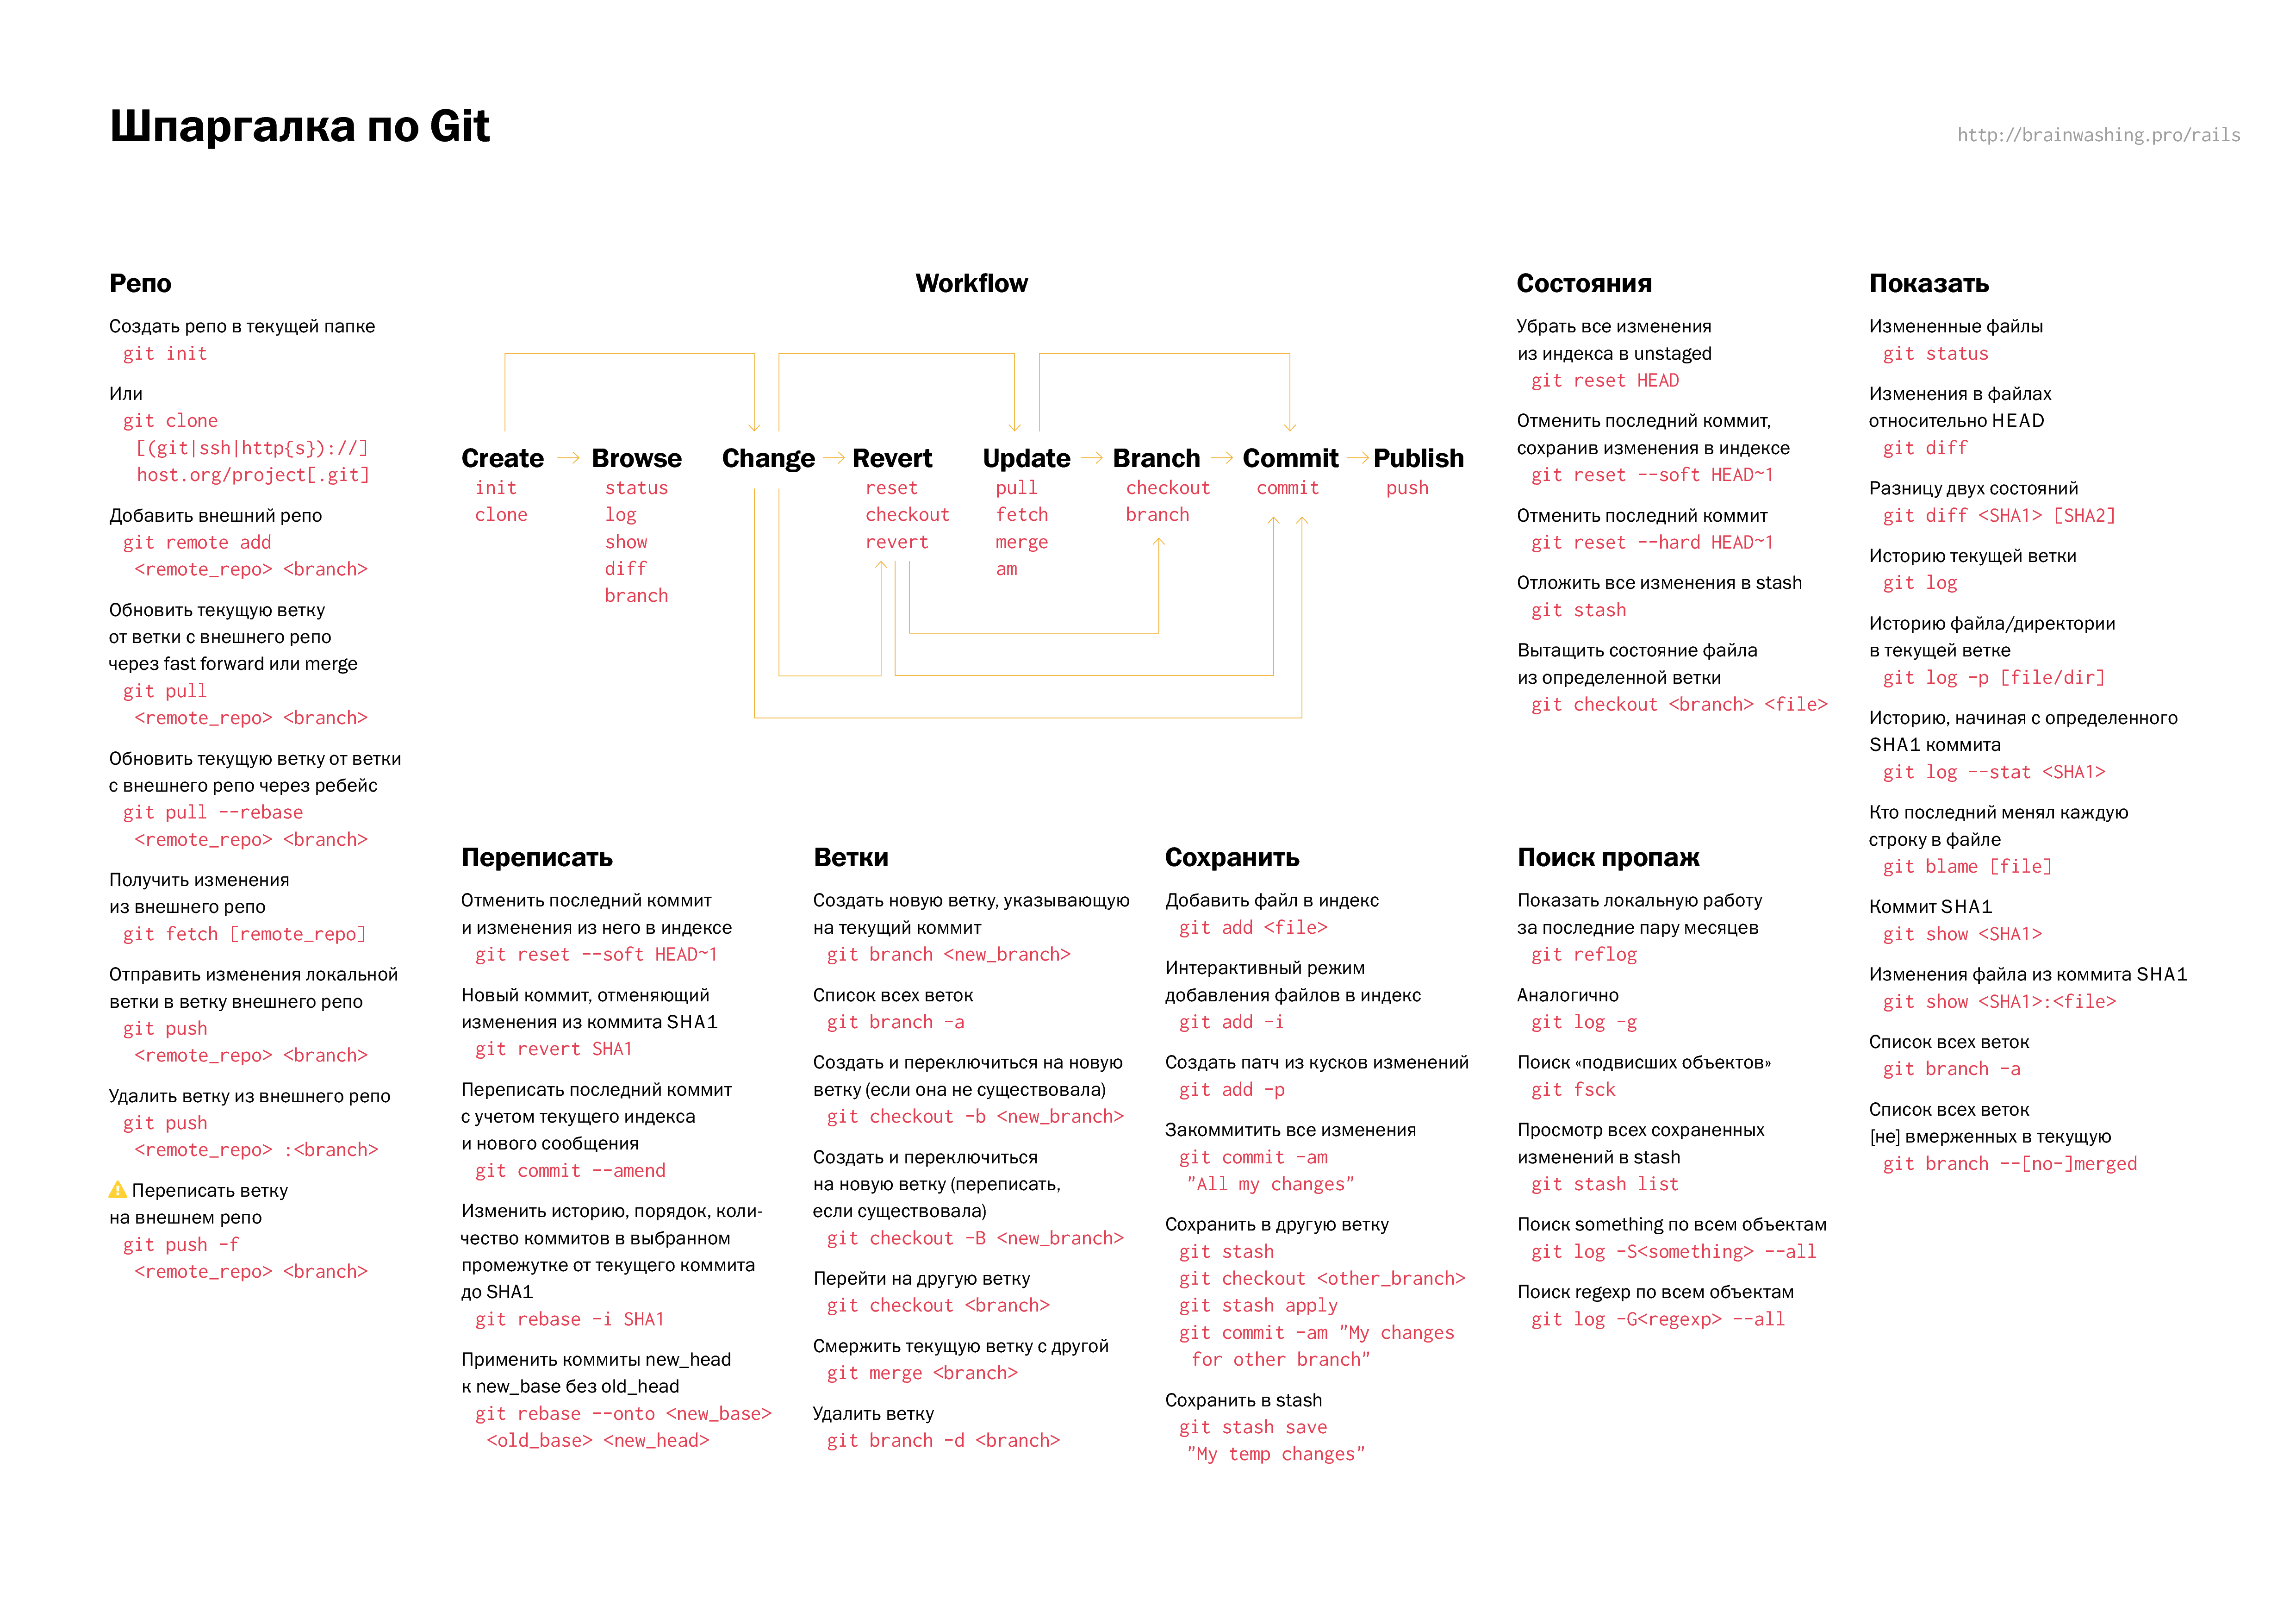 Шпаргалка по Git
http://brainwashing.pro/rails
Репо
Создать репо в текущей папке
git init
Или
git clone
[(git|ssh|http{s})://]
host.org/project[.git]
Добавить внешний репо
git remote add
<remote_repo> <branch>
Обновить текущую ветку
от ветки с внешнего репо
через fast forward или merge
git pull
<remote_repo> <branch>
Обновить текущую ветку от ветки
с внешнего репо через ребейс
git pull --rebase
<remote_repo> <branch>
Получить изменения
из внешнего репо
git fetch [remote_repo]
Отправить изменения локальной
ветки в ветку внешнего репо
git push
<remote_repo> <branch>
Удалить ветку из внешнего репо
git push
<remote_repo> :<branch>
Переписать ветку
на внешнем репо
git push -f
<remote_repo> <branch>
Workflow
Create
init
clone
Browse
status
log
show
diff
branch
Change
Revert
reset
checkout
revert
Update
pull
fetch
merge
am
Branch
checkout
branch
Commit
commit
Publish
push
Состояния
Убрать все изменения
из индекса в unstaged
git reset HEAD
Отменить последний коммит,
сохранив изменения в индексе
git reset --soft HEAD~1
Отменить последний коммит
git reset --hard HEAD~1
Отложить все изменения в stash
git stash
Вытащить состояние файла
из определенной ветки
git checkout <branch> <file>
Показать
Измененные файлы
git status
Изменения в файлах
относительно HEAD
git diff
Разницу двух состояний
git diff <SHA1> [SHA2]
Историю текущей ветки
git log
Историю файла/директории
в текущей ветке
git log -p [file/dir]
Историю, начиная с определенного
SHA1 коммита
git log --stat <SHA1>
Кто последний менял каждую
строку в файле
git blame [file]
Коммит SHA1
git show <SHA1>
Изменения файла из коммита SHA1
git show <SHA1>:<file>
Список всех веток
git branch -a
Список всех веток
[не] вмерженных в текущую
git branch --[no-]merged
Переписать
Отменить последний коммит
и изменения из него в индексе
git reset --soft HEAD~1
Новый коммит, отменяющий
изменения из коммита SHA1
git revert SHA1
Переписать последний коммит
с учетом текущего индекса
и нового сообщения
git commit --amend
Изменить историю, порядок, коли-
чество коммитов в выбранном
промежутке от текущего коммита
до SHA1
git rebase -i SHA1
Применить коммиты new_head
к new_base без old_head
git rebase --onto <new_base>
<old_base> <new_head>
Ветки
Создать новую ветку, указывающую
на текущий коммит
git branch <new_branch>
Список всех веток
git branch -a
Создать и переключиться на новую
ветку (если она не существовала)
git checkout -b <new_branch>
Создать и переключиться
на новую ветку (переписать,
если существовала)
git checkout -B <new_branch>
Перейти на другую ветку
git checkout <branch>
Смержить текущую ветку с другой
git merge <branch>
Удалить ветку
git branch -d <branch>
Сохранить
Добавить файл в индекс
git add <file>
Интерактивный режим
добавления файлов в индекс
git add -i
Создать патч из кусков изменений
git add -p
Закоммитить все изменения
git commit -am
"All my changes"
Сохранить в другую ветку
git stash
git checkout <other_branch>
git stash apply
git commit -am "My changes
for other branch"
Сохранить в stash
git stash save
"My temp changes"
Поиск пропаж
Показать локальную работу
за последние пару месяцев
git reflog
Аналогично
git log -g
Поиск «подвисших объектов»
git fsck
Просмотр всех сохраненных
изменений в stash
git stash list
Поиск something по всем объектам
git log -S<something> --all
Поиск regexp по всем объектам
git log -G<regexp> --all